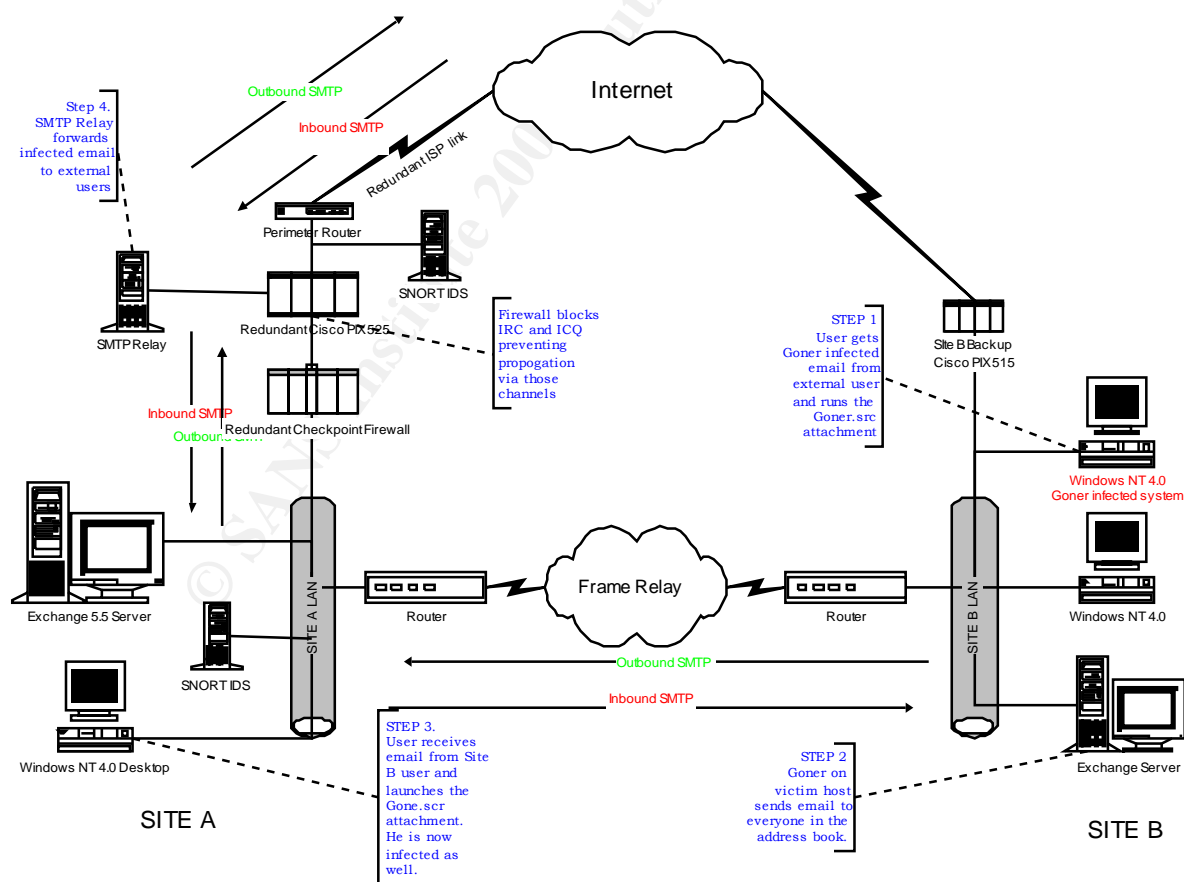 Internet
Outbound SMTP
Inbound SMTP
Redundant ISP link
Step 4.
SMTP Relay
forwards
infected email
to external
users
Perimeter Router
SNORT IDS
SMTP Relay
Redundant Cisco PIX 525
Firewall blocks
IRC and ICQ
preventing
propogation
via those
channels
STEP 1
User gets
Goner infected
email from
external user
and runs the
Goner.src
attachment
SIte B Backup
Cisco PIX 515
Inbound SMTP
Outbound SMTP
Redundant Checkpoint Firewall
Windows NT 4.0
Goner infected system
Exchange 5.5 Server
SITE A LAN
Router
Frame Relay
Router
SITE B LAN
Windows NT 4.0
SNORT IDS
Outbound SMTP
Inbound SMTP
Windows NT 4.0 Desktop
STEP 3.
User receives
email from Site
B user and
launches the
Gone.scr
attachment.
He is now
infected as
well.
STEP 2
Goner on
victim host
sends email to
everyone in the
address book.
Exchange Server
SITE A
SITE B
© SANS Institute 200